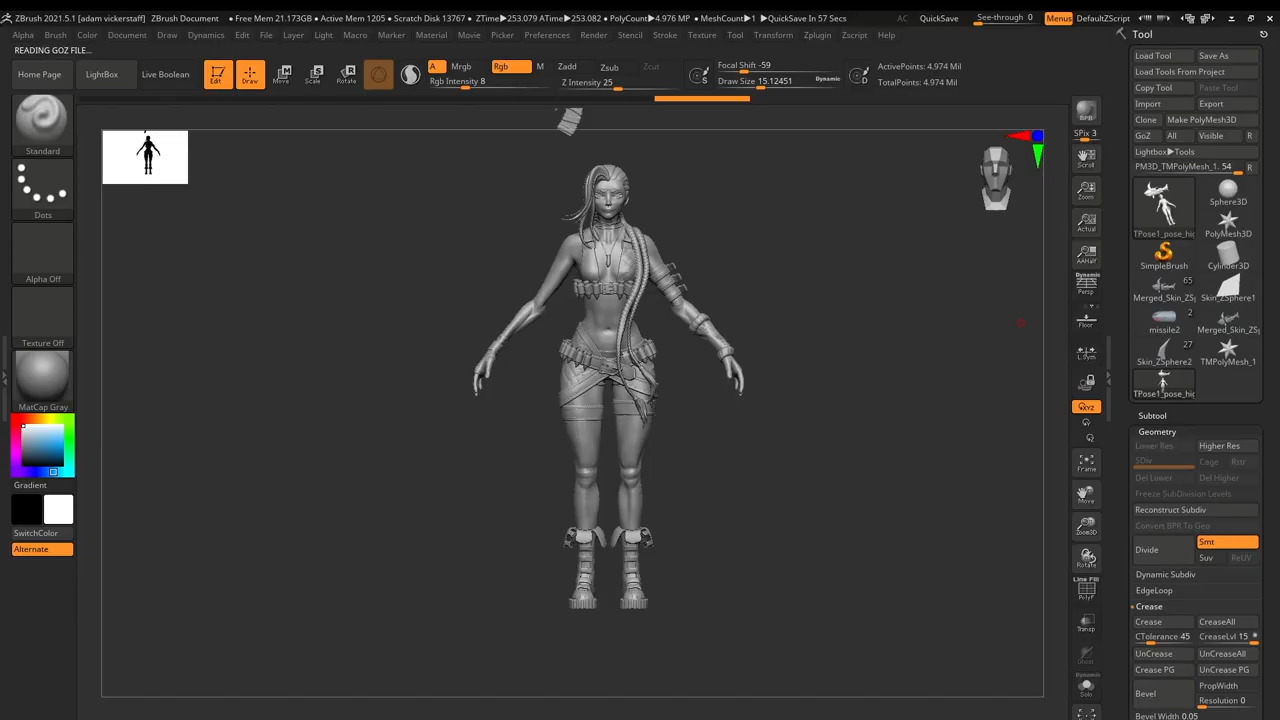 ZBrush 2021.5.1 [adam vickerstaff] ZBrush Document • Free Mem 21.173GB • Active Mem 1205 • Scratch Disk 13767 • ZTime▶253.079 ATime▶253.082 • PolyCount▶4.976 MP • MeshCount▶1 ▶QuickSave In 57 Secs AC QuickSave See-through 0 Menus DefaultZScript
Alpha Brush Color Document Draw Dynamics Edit File Layer Light Macro Marker Material Movie Picker Preferences Render Stencil Stroke Texture Tool Transform Zplugin Zscript Help
READING GOZ FILE...
Home Page LightBox Live Boolean Edit Draw Move Scale Rotate
A Mrgb Rgb M Zadd Zsub Zcut
Rgb Intensity 8 Z Intensity 25
Focal Shift -59
Draw Size 15.12451 Dynamic
S D
ActivePoints: 4.974 Mil
TotalPoints: 4.974 Mil
Standard
Dots
Alpha Off
Texture Off
MatCap Gray
Gradient
SwitchColor
Alternate
BPR
SPix 3
Scroll
Zoom
Actual
AAHalf
Dynamic
Persp
Floor
L.Sym
XYZ
Frame
Move
Zoom3D
Rotate
Line Fill
PolyF
Transp
Ghost
Dynamic
Solo
Tool
Load Tool Save As
Load Tools From Project
Copy Tool Paste Tool
Import Export
Clone Make PolyMesh3D
GoZ All Visible R
Lightbox▶Tools
PM3D_TMPolyMesh_1. 54 R
Sphere3D
TPose1_pose_hig PolyMesh3D
SimpleBrush Cylinder3D
65
Merged_Skin_ZSp Skin_ZSphere1
2
missile2 Merged_Skin_ZS
27
Skin_ZSphere2 TMPolyMesh_1
TPose1_pose_hig
Subtool
Geometry
Lower Res Higher Res
SDiv Cage Rstr
Del Lower Del Higher
Freeze SubDivision Levels
Reconstruct Subdiv
Convert BPR To Geo
Divide Smt
Suv ReUV
Dynamic Subdiv
EdgeLoop
Crease
Crease CreaseAll
CTolerance 45 CreaseLvl 15
UnCrease UnCreaseAll
Crease PG UnCrease PG
Bevel PropWidth
Resolution 0
Bevel Width 0.05